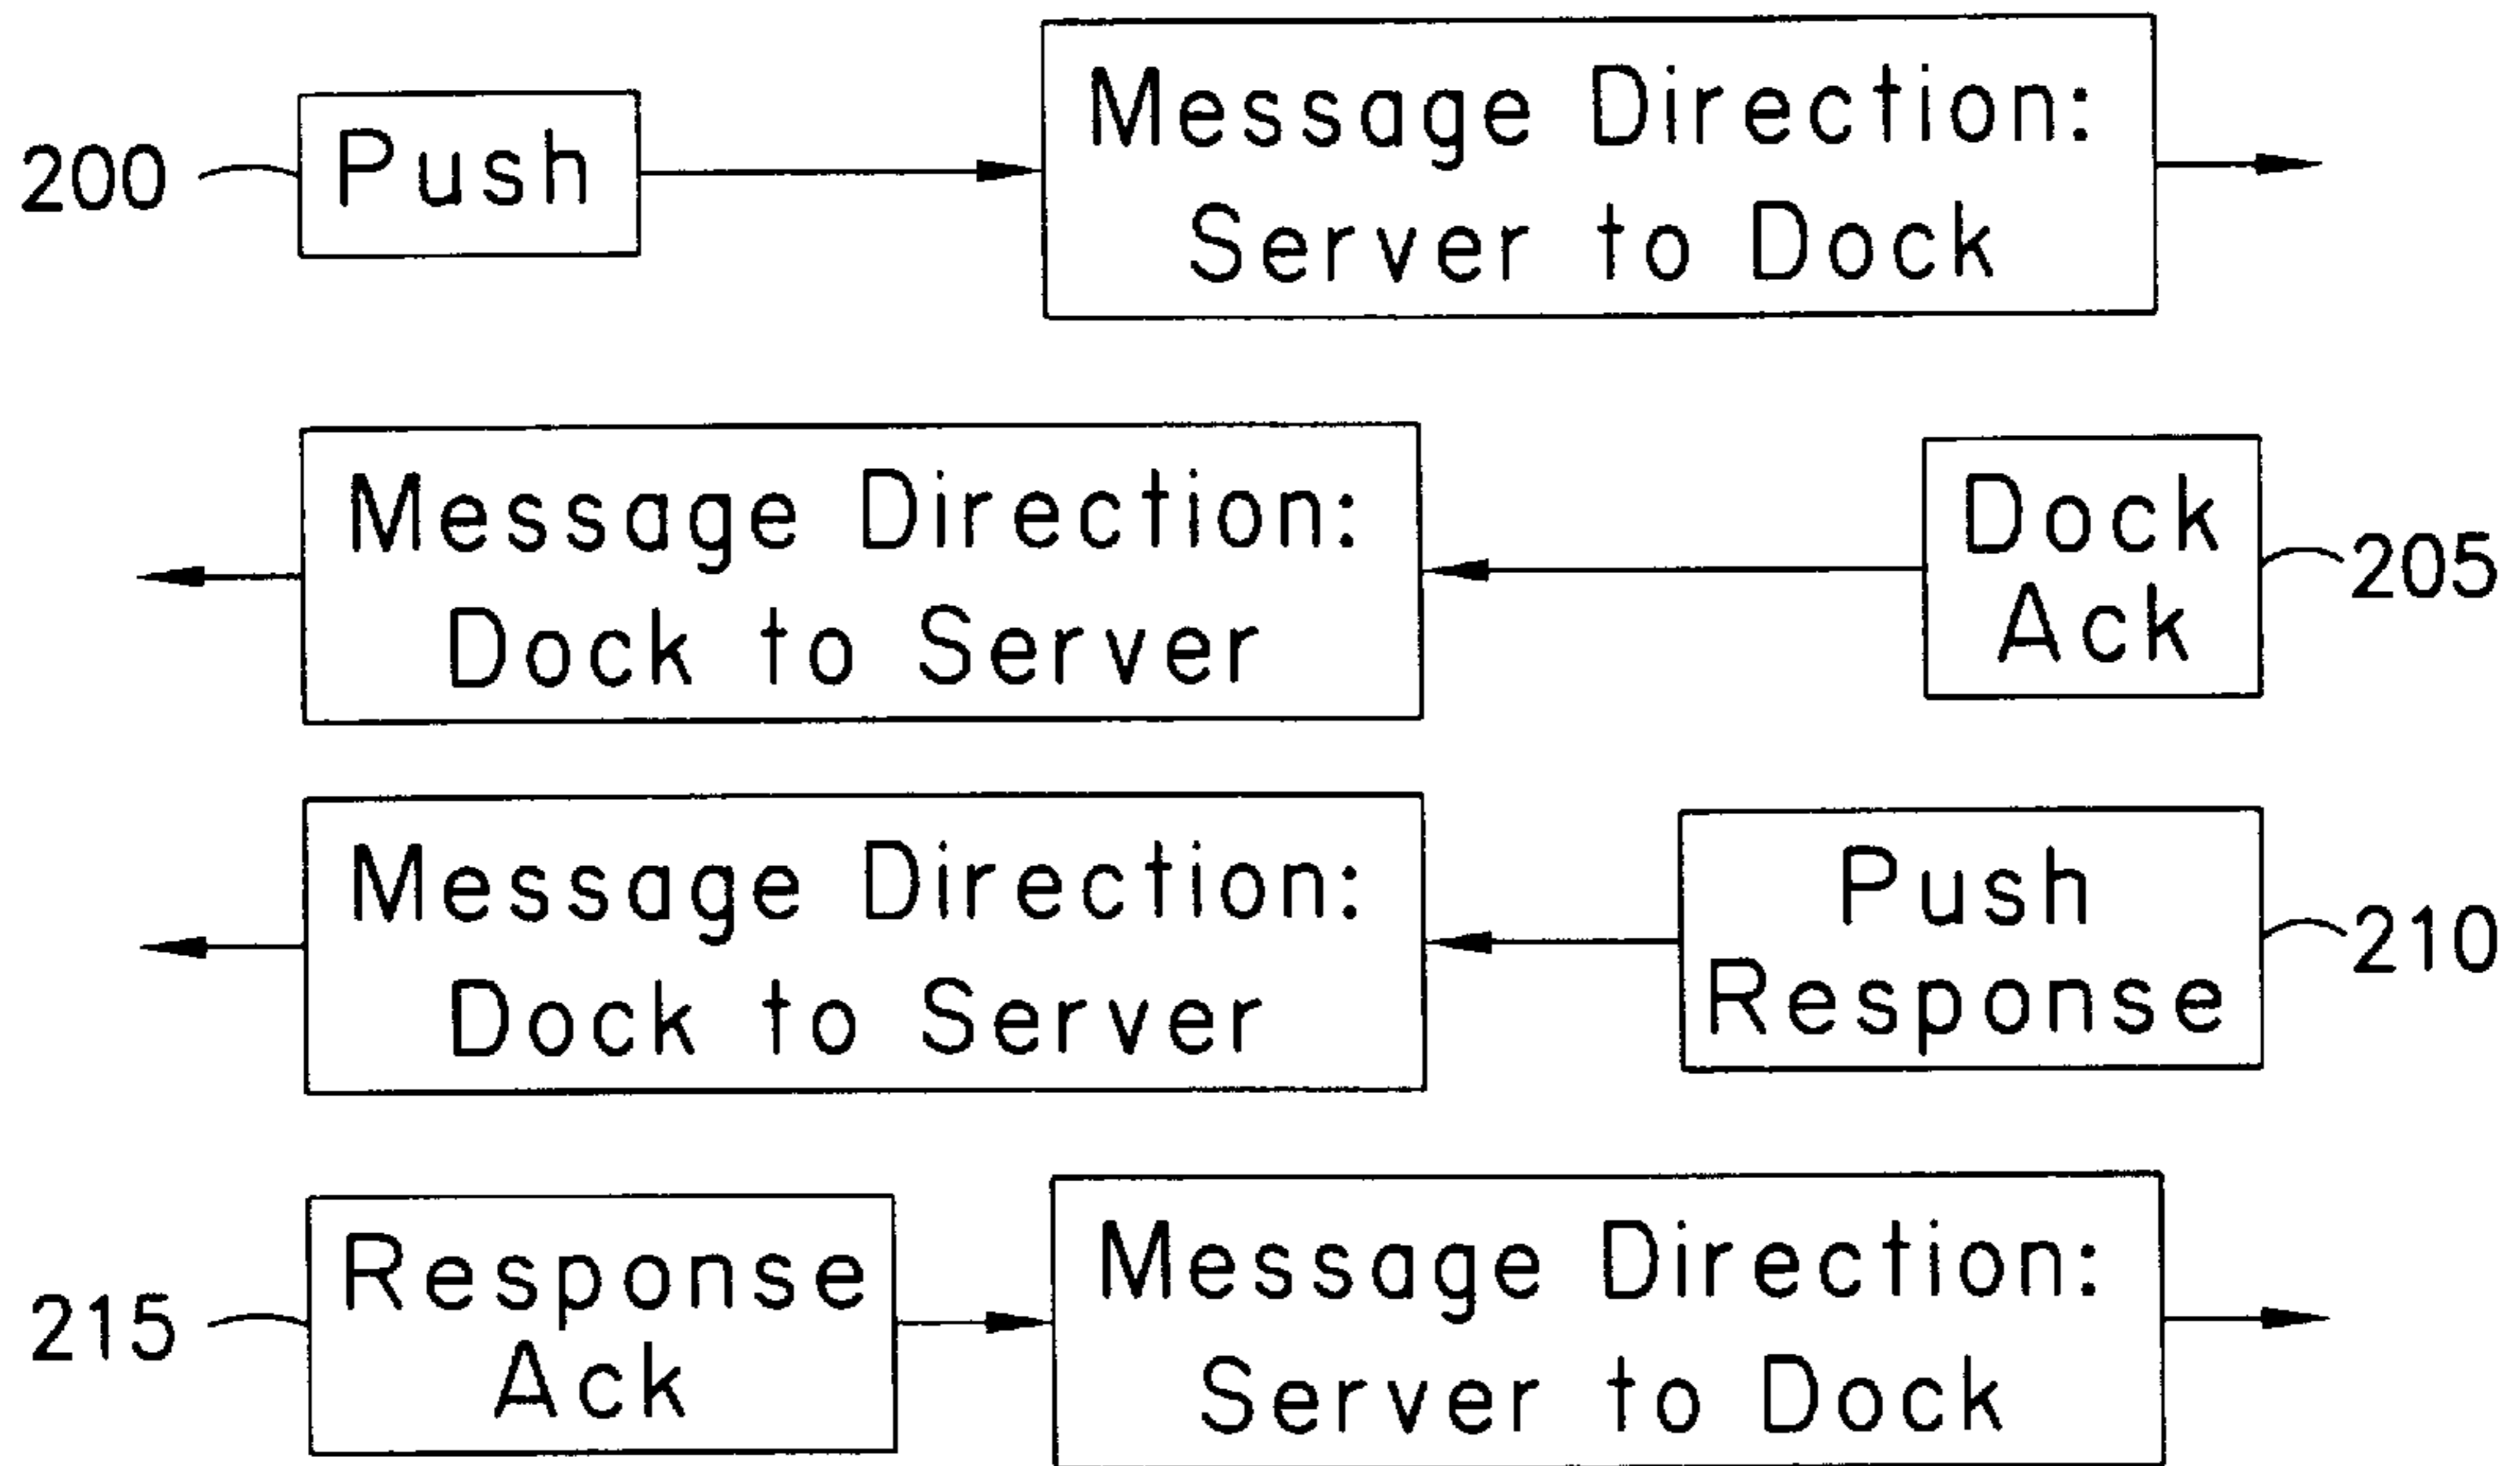 200
Push
Message Direction:
Server to Dock
Message Direction:
Dock to Server
Dock
Ack
205
Message Direction:
Dock to Server
Push
Response
210
215
Response
Ack
Message Direction:
Server to Dock